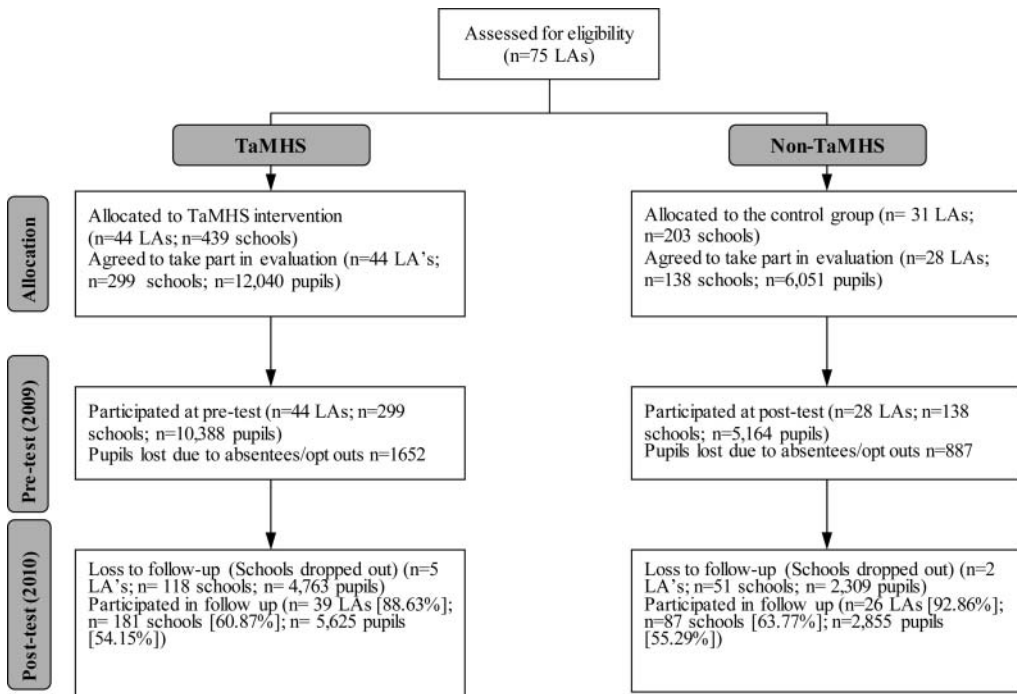 Assessed for eligibility
(n=75 LAs)
TaMHS
Non-TaMHS
Allocation
Allocated to TaMHS intervention
(n=44 LAs; n=439 schools)
Agreed to take part in evaluation (n=44 LA's;
n=299 schools; n=12,040 pupils)
Allocated to the control group (n= 31 LAs;
n=203 schools)
Agreed to take part in evaluation (n=28 LAs;
n=138 schools; n=6,051 pupils)
Pre-test (2009)
Participated at pre-test (n=44 LAs; n=299
schools; n=10,388 pupils)
Pupils lost due to absentees/opt outs n=1652
Participated at post-test (n=28 LAs; n=138
schools; n=5,164 pupils)
Pupils lost due to absentees/opt outs n=887
Post-test (2010)
Loss to follow-up (Schools dropped out) (n=5
LA's; n= 118 schools; n= 4,763 pupils)
Participated in follow up (n= 39 LAs [88.63%];
n= 181 schools [60.87%]; n= 5,625 pupils
[54.15%])
Loss to follow-up (Schools dropped out) (n=2
LA's; n=51 schools; n= 2,309 pupils)
Participated in follow up (n=26 LAs [92.86%];
n=87 schools [63.77%]; n=2,855 pupils
[55.29%])